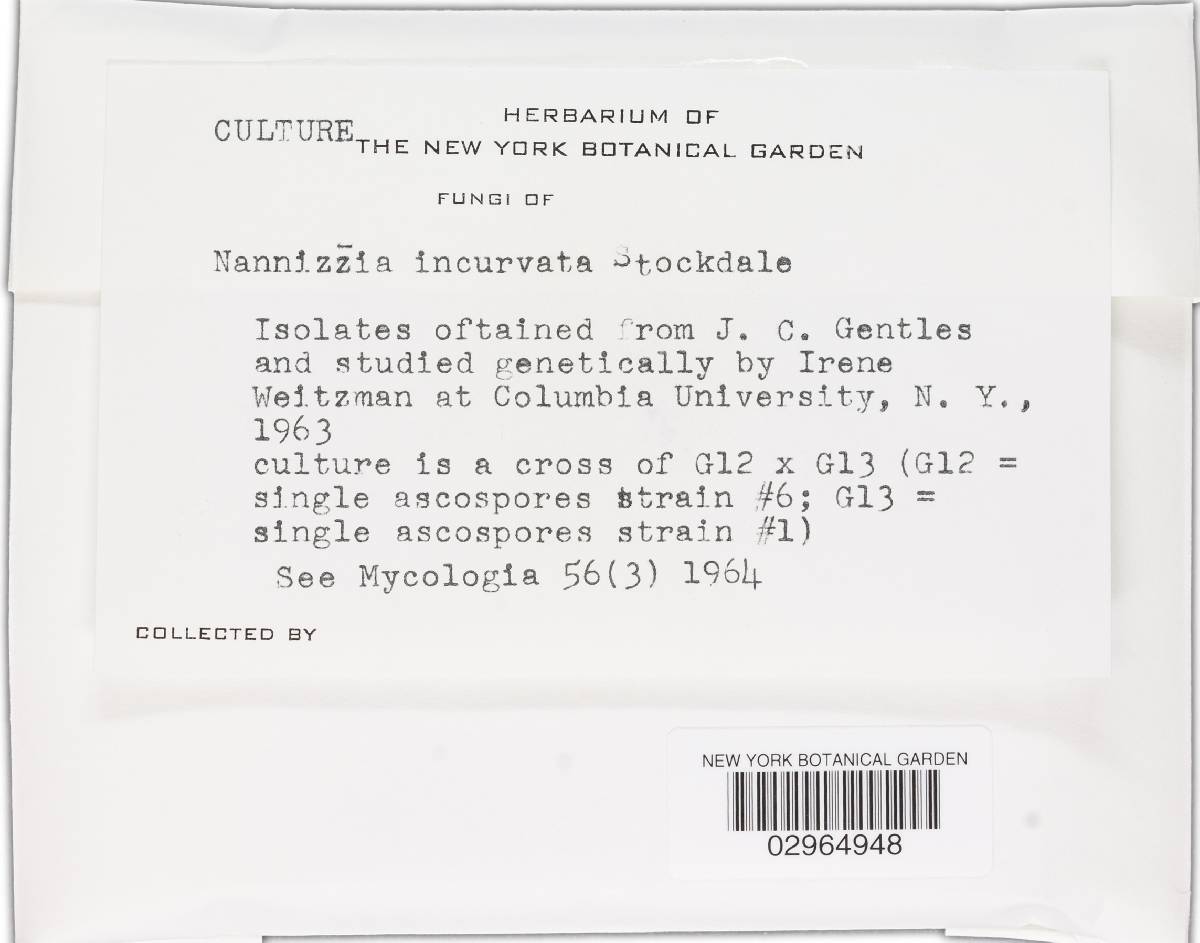 CULTURE
HERBARIUM OF
THE NEW YORK BOTANICAL GARDEN
FUNGI OF
Nannizzia incurvata Stockdale
Isolates oftained from J. C. Gentles
and studied genetically by Irene
Weitzman at Columbia University, N. Y.,
1963
culture is a cross of G12 x G13 (G12 =
single ascospores strain #6; G13 =
single ascospores strain #1)
See Mycologia 56(3) 1964
COLLECTED BY
NEW YORK BOTANICAL GARDEN
02964948